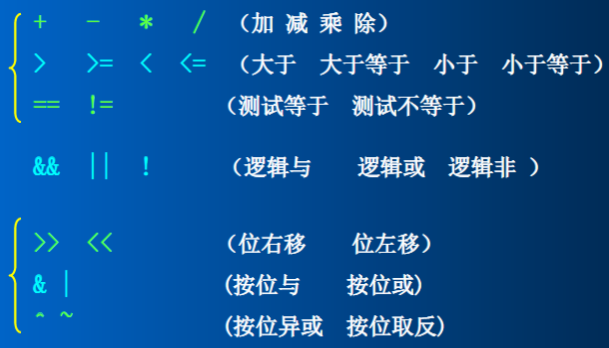 + - * / （加 减 乘 除）
> >= < <= （大于 大于等于 小于 小于等于）
== != （测试等于 测试不等于）
&& || ! （逻辑与 逻辑或 逻辑非 ）
>> << （位右移 位左移）
& | (按位与 按位或)
^ ~ (按位异或 按位取反)